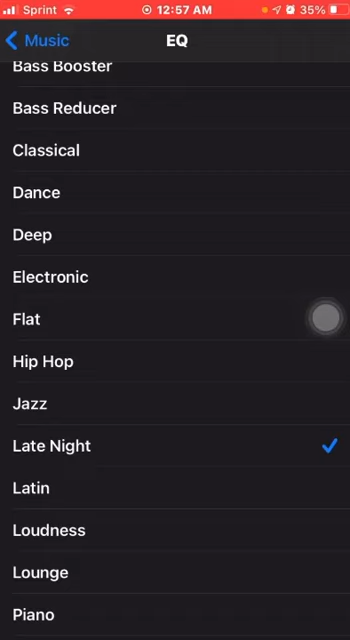 Sprint 12:57 AM 35%
Music EQ
Bass Booster
Bass Reducer
Classical
Dance
Deep
Electronic
Flat
Hip Hop
Jazz
Late Night
Latin
Loudness
Lounge
Piano